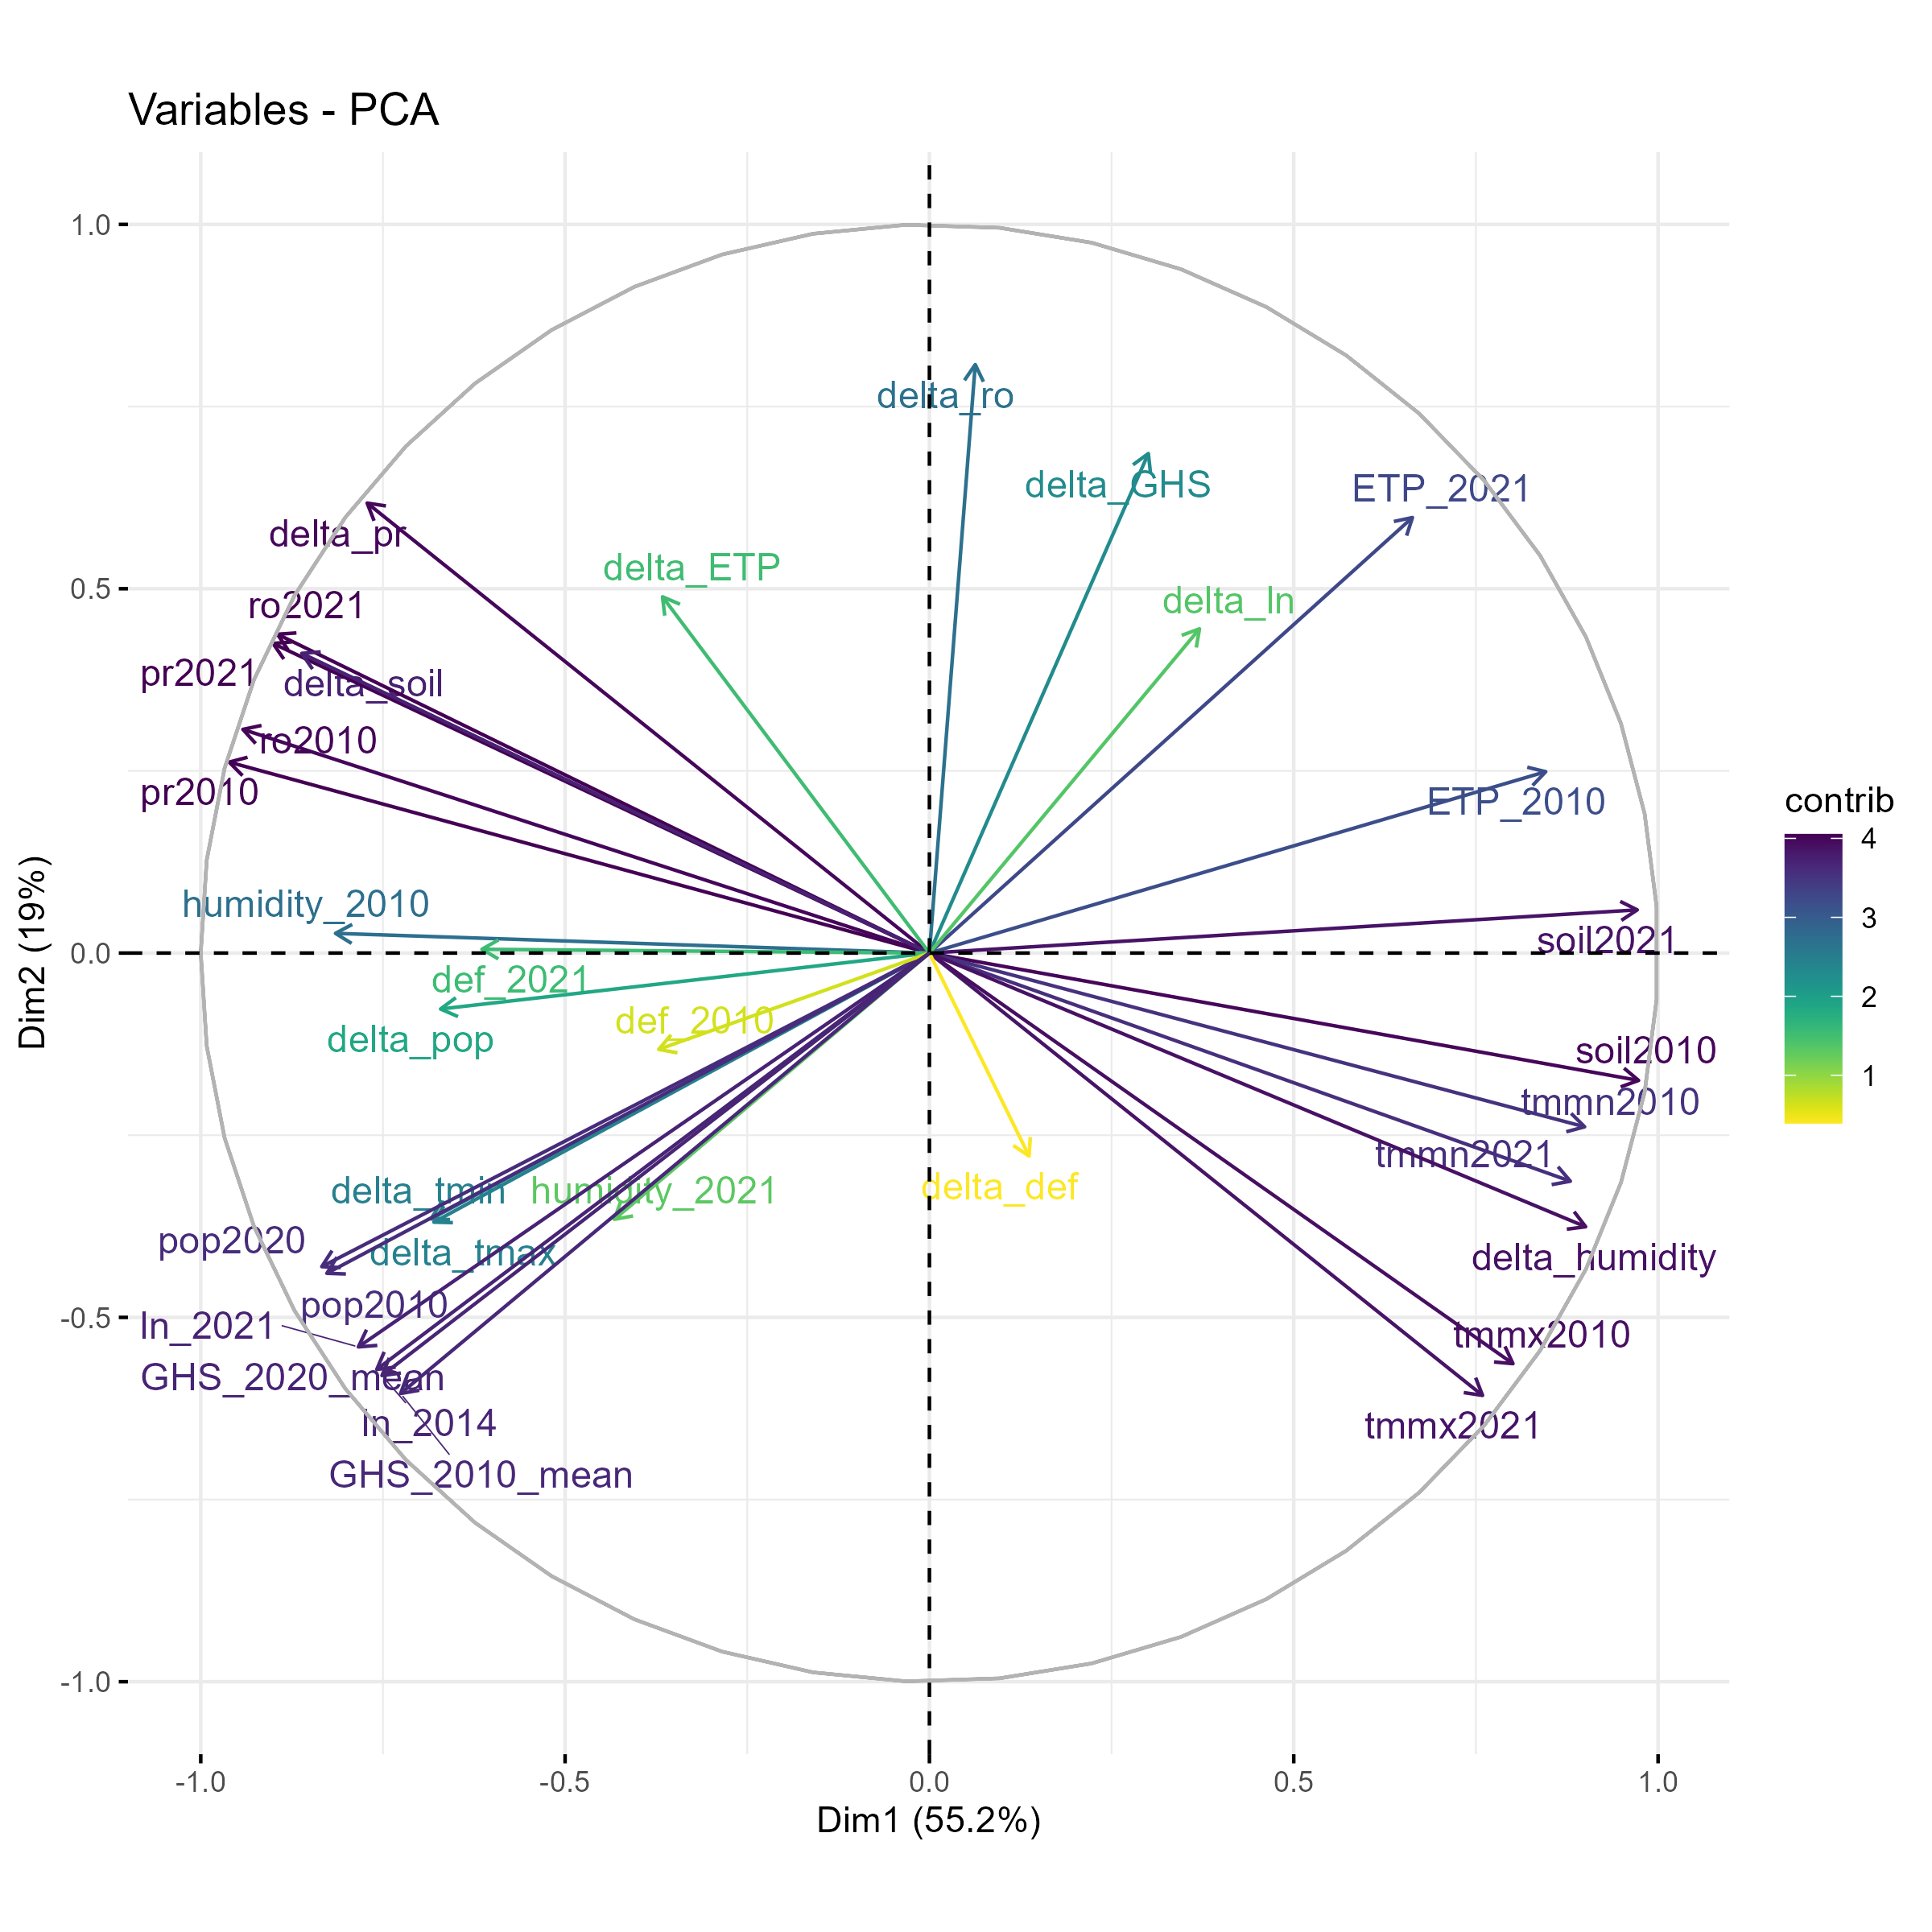 Variables - PCA
1.0
delta_ro
delta_GHS
ETP_2021
delta_pr
delta_ETP
0.5
delta_ln
ro2021
pr2021
delta_soil
ro2010
pr2010
ETP_2010
contrib
4
3
2
1
humidity_2010
soil2021
0.0
def_2021
def_2010
delta_pop
soil2010
tmmn2010
tmmn2021
delta_tmin
humidity_2021
delta_def
pop2020
delta_tmax
delta_humidity
pop2010
-0.5
ln_2021
tmmx2010
GHS_2020_mean
ln_2014
tmmx2021
GHS_2010_mean
-1.0
Dim2 (19%)
-1.0
-0.5
0.0
0.5
1.0
Dim1 (55.2%)